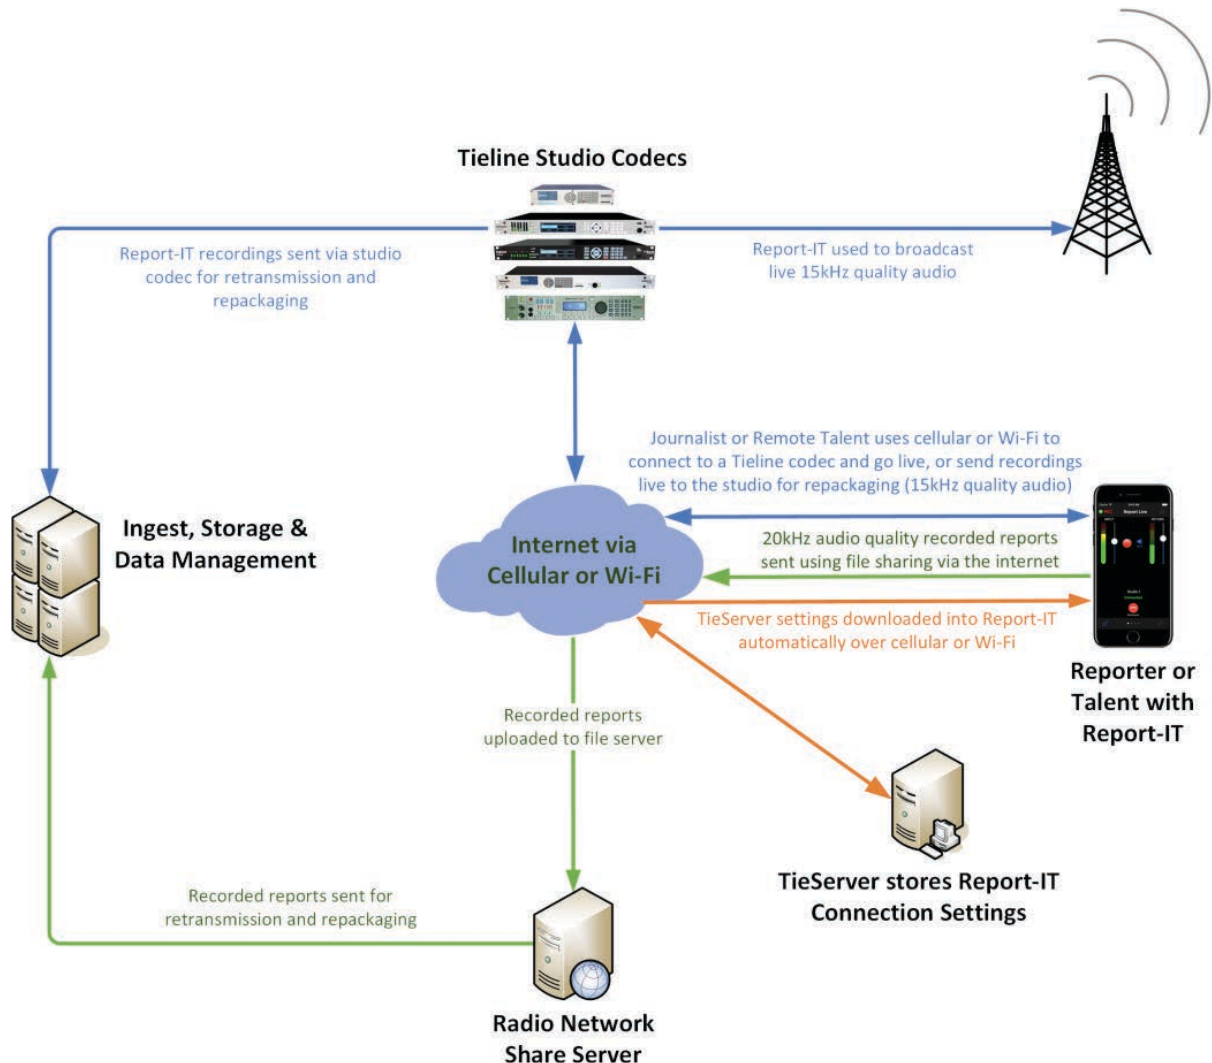 Tieline Studio Codecs
Report-IT recordings sent via studio
codec for retransmission and
repackaging
Report-IT used to broadcast
live 15kHz quality audio
Journalist or Remote Talent uses cellular or Wi-Fi to
connect to a Tieline codec and go live, or send recordings
live to the studio for repackaging (15kHz quality audio)
Ingest, Storage &
Data Management
Internet via
Cellular or Wi-Fi
20kHz audio quality recorded reports
sent using file sharing via the internet
Report Live
TieServer settings downloaded into Report-IT
automatically over cellular or Wi-Fi
Reporter or
Talent with
Report-IT
Recorded reports
uploaded to file server
TieServer stores Report-IT
Connection Settings
Recorded reports sent for
retransmission and repackaging
Radio Network
Share Server